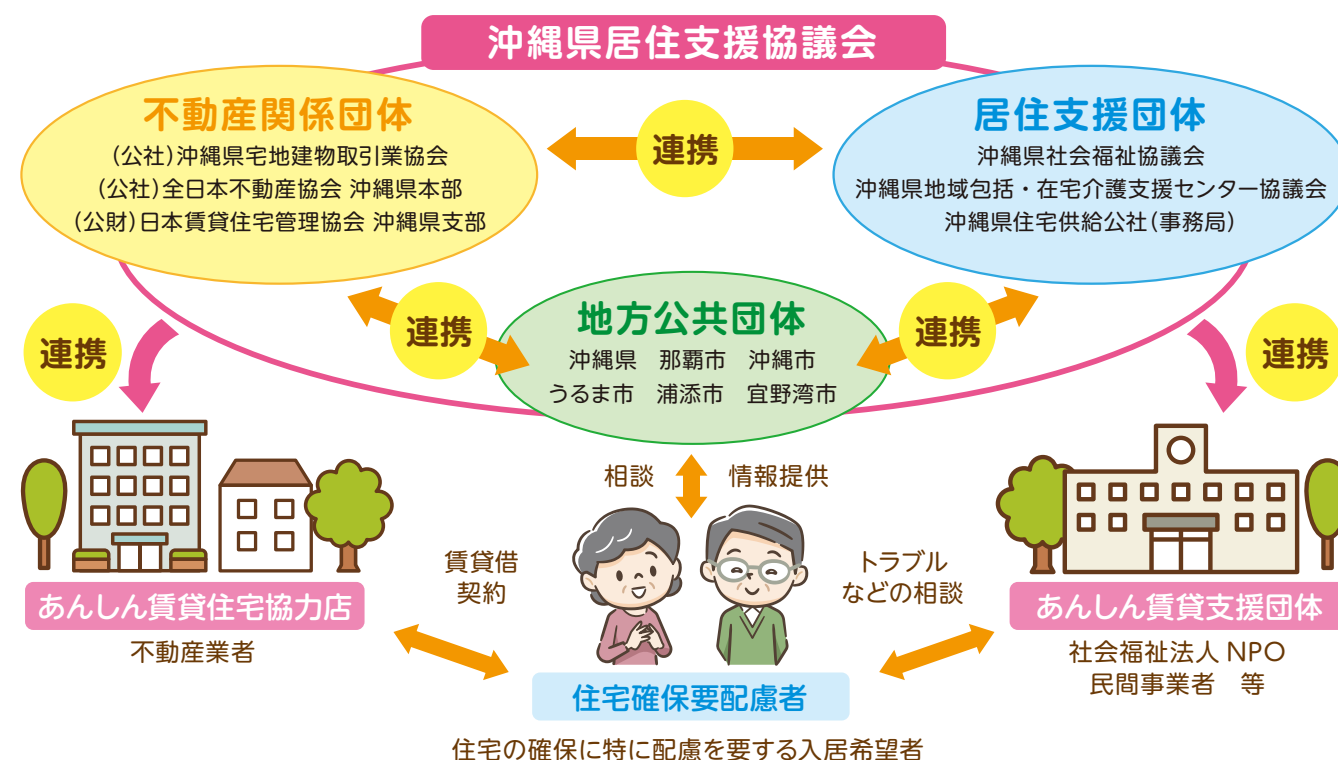 沖縄県居住支援協議会
不動産関係団体
(公社)沖縄県宅地建物取引業協会
(公社)全日本不動産協会 沖縄県本部
(公財)日本賃貸住宅管理協会 沖縄県支部
連携
居住支援団体
沖縄県社会福祉協議会
沖縄県地域包括・在宅介護支援センター協議会
沖縄県住宅供給公社(事務局)
連携
連携
地方公共団体
沖縄県 那覇市 沖縄市
うるま市 浦添市 宜野湾市
連携
連携
相談 情報提供
賃貸借
契約
トラブル
などの相談
あんしん賃貸住宅協力店
不動産業者
あんしん賃貸支援団体
社会福祉法人 NPO
民間事業者 等
住宅確保要配慮者
住宅の確保に特に配慮を要する入居希望者